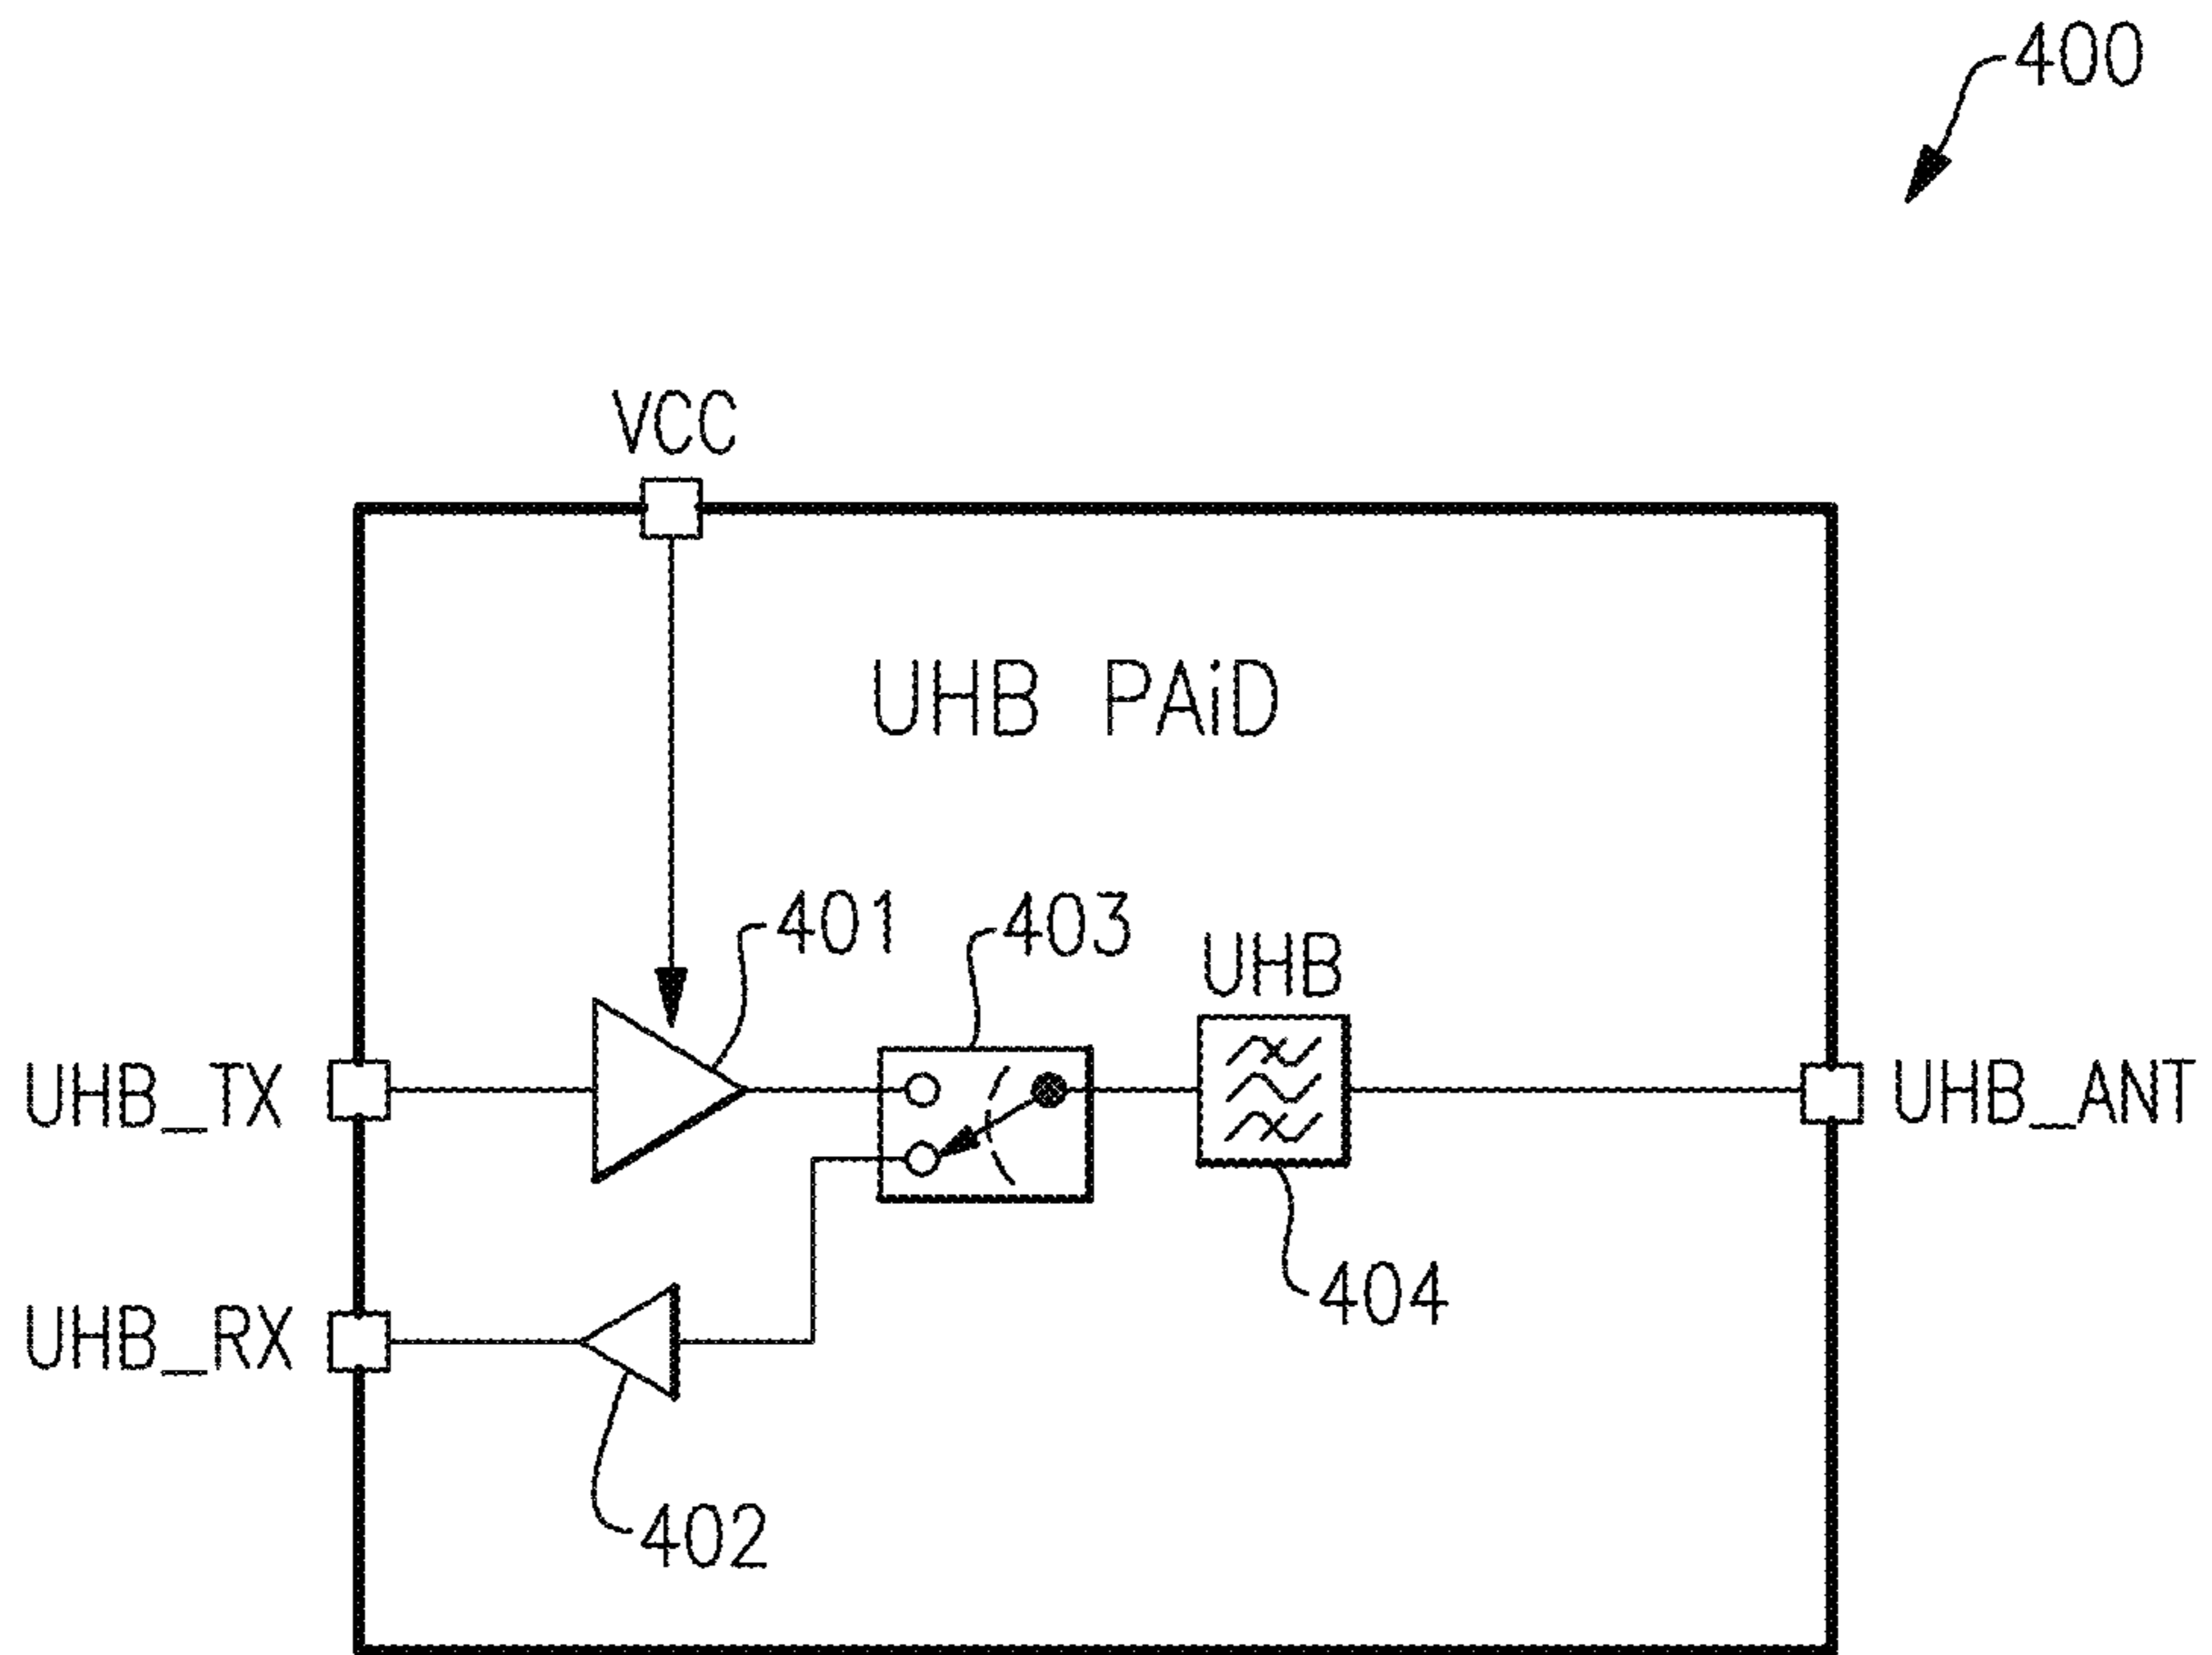 400
VCC
UHB PAiD
401
403
UHB
UHB_TX
UHB_ANT
404
UHB_RX
402